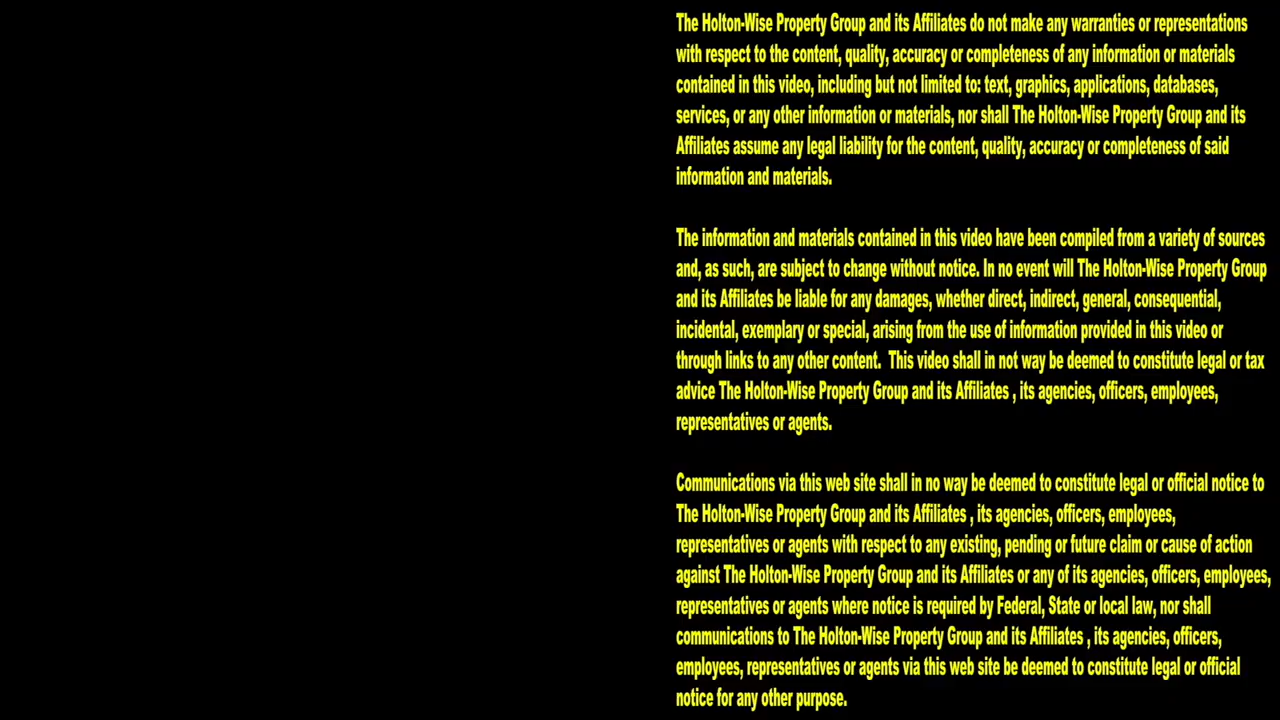 The Holton-Wise Property Group and its Affiliates do not make any warranties or representations
with respect to the content, quality, accuracy or completeness of any information or materials
contained in this video, including but not limited to: text, graphics, applications, databases,
services, or any other information or materials, nor shall The Holton-Wise Property Group and its
Affiliates assume any legal liability for the content, quality, accuracy or completeness of said
information and materials.
The information and materials contained in this video have been compiled from a variety of sources
and, as such, are subject to change without notice. In no event will The Holton-Wise Property Group
and its Affiliates be liable for any damages, whether direct, indirect, general, consequential,
incidental, exemplary or special, arising from the use of information provided in this video or
through links to any other content.  This video shall in not way be deemed to constitute legal or tax
advice The Holton-Wise Property Group and its Affiliates , its agencies, officers, employees,
representatives or agents.
Communications via this web site shall in no way be deemed to constitute legal or official notice to
The Holton-Wise Property Group and its Affiliates , its agencies, officers, employees,
representatives or agents with respect to any existing, pending or future claim or cause of action
against The Holton-Wise Property Group and its Affiliates or any of its agencies, officers, employees,
representatives or agents where notice is required by Federal, State or local law, nor shall
communications to The Holton-Wise Property Group and its Affiliates , its agencies, officers,
employees, representatives or agents via this web site be deemed to constitute legal or official
notice for any other purpose.